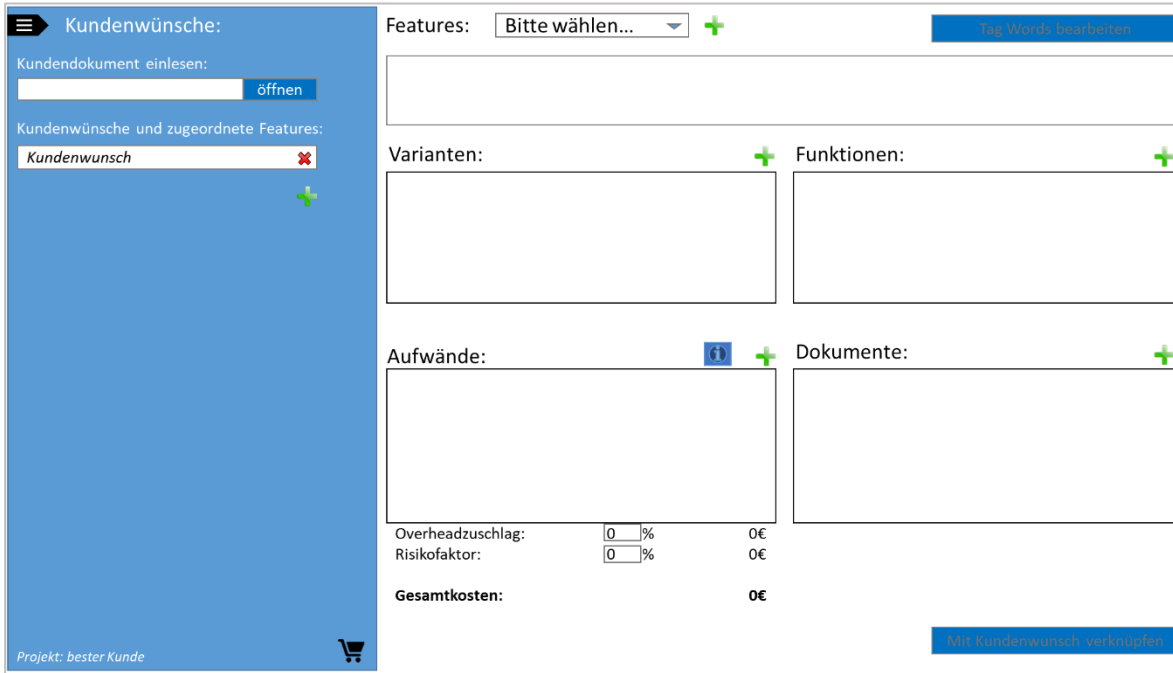 Kundenwünsche:
Kundendokument einlesen:
öffnen
Kundenwünsche und zugeordnete Features:
Kundenwunsch
Projekt: bester Kunde
Features:
Bitte wählen...
Tag Words bearbeiten
Varianten:
Funktionen:
Aufwände:
Dokumente:
Overheadzuschlag: 0 % 0€
Risikofaktor: 0 % 0€
Gesamtkosten: 0€
Mit Kundenwunsch verknüpfen